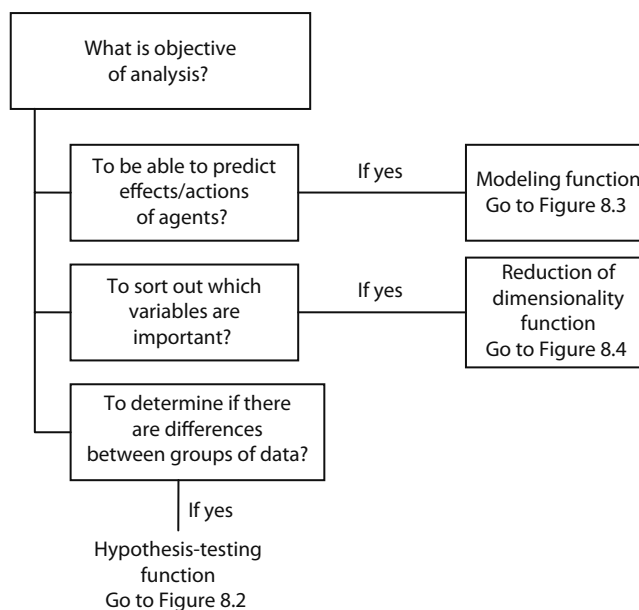 What is objective
of analysis?
To be able to predict
effects/actions
of agents?
If yes
Modeling function
Go to Figure 8.3
To sort out which
variables are
important?
If yes
Reduction of
dimensionality
function
Go to Figure 8.4
To determine if there
are differences
between groups of data?
If yes
Hypothesis-testing
function
Go to Figure 8.2